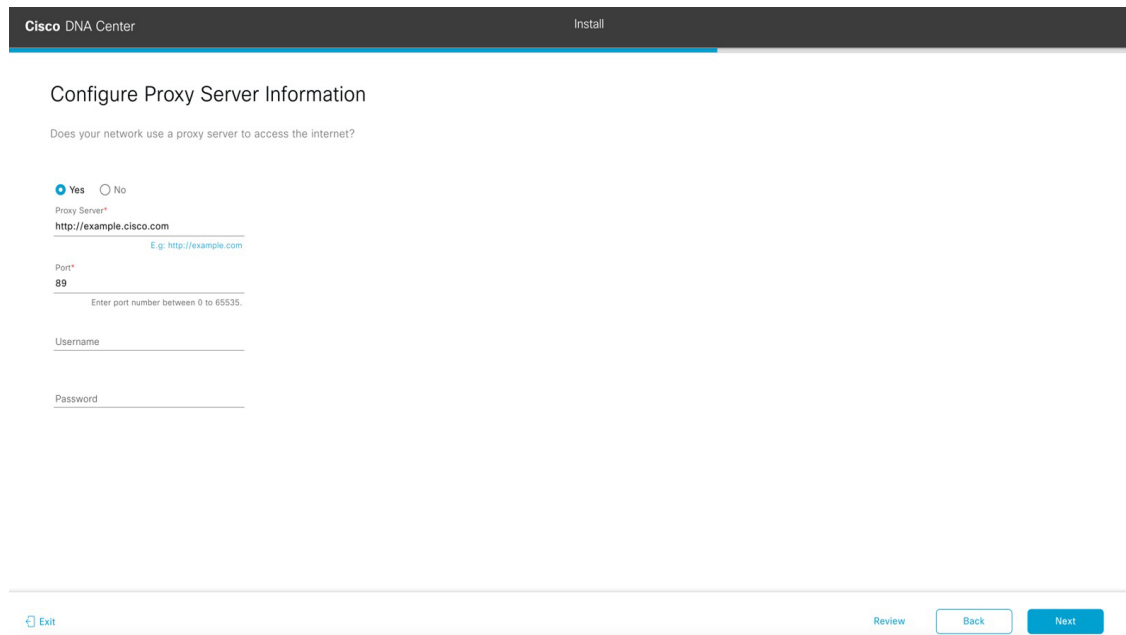 Cisco DNA Center
Install
Configure Proxy Server Information
Does your network use a proxy server to access the internet?
Yes No
Proxy Server*
http://example.cisco.com
E.g: http://example.com
Port*
89
Enter port number between 0 to 65535.
Username
Password
Exit
Review Back Next